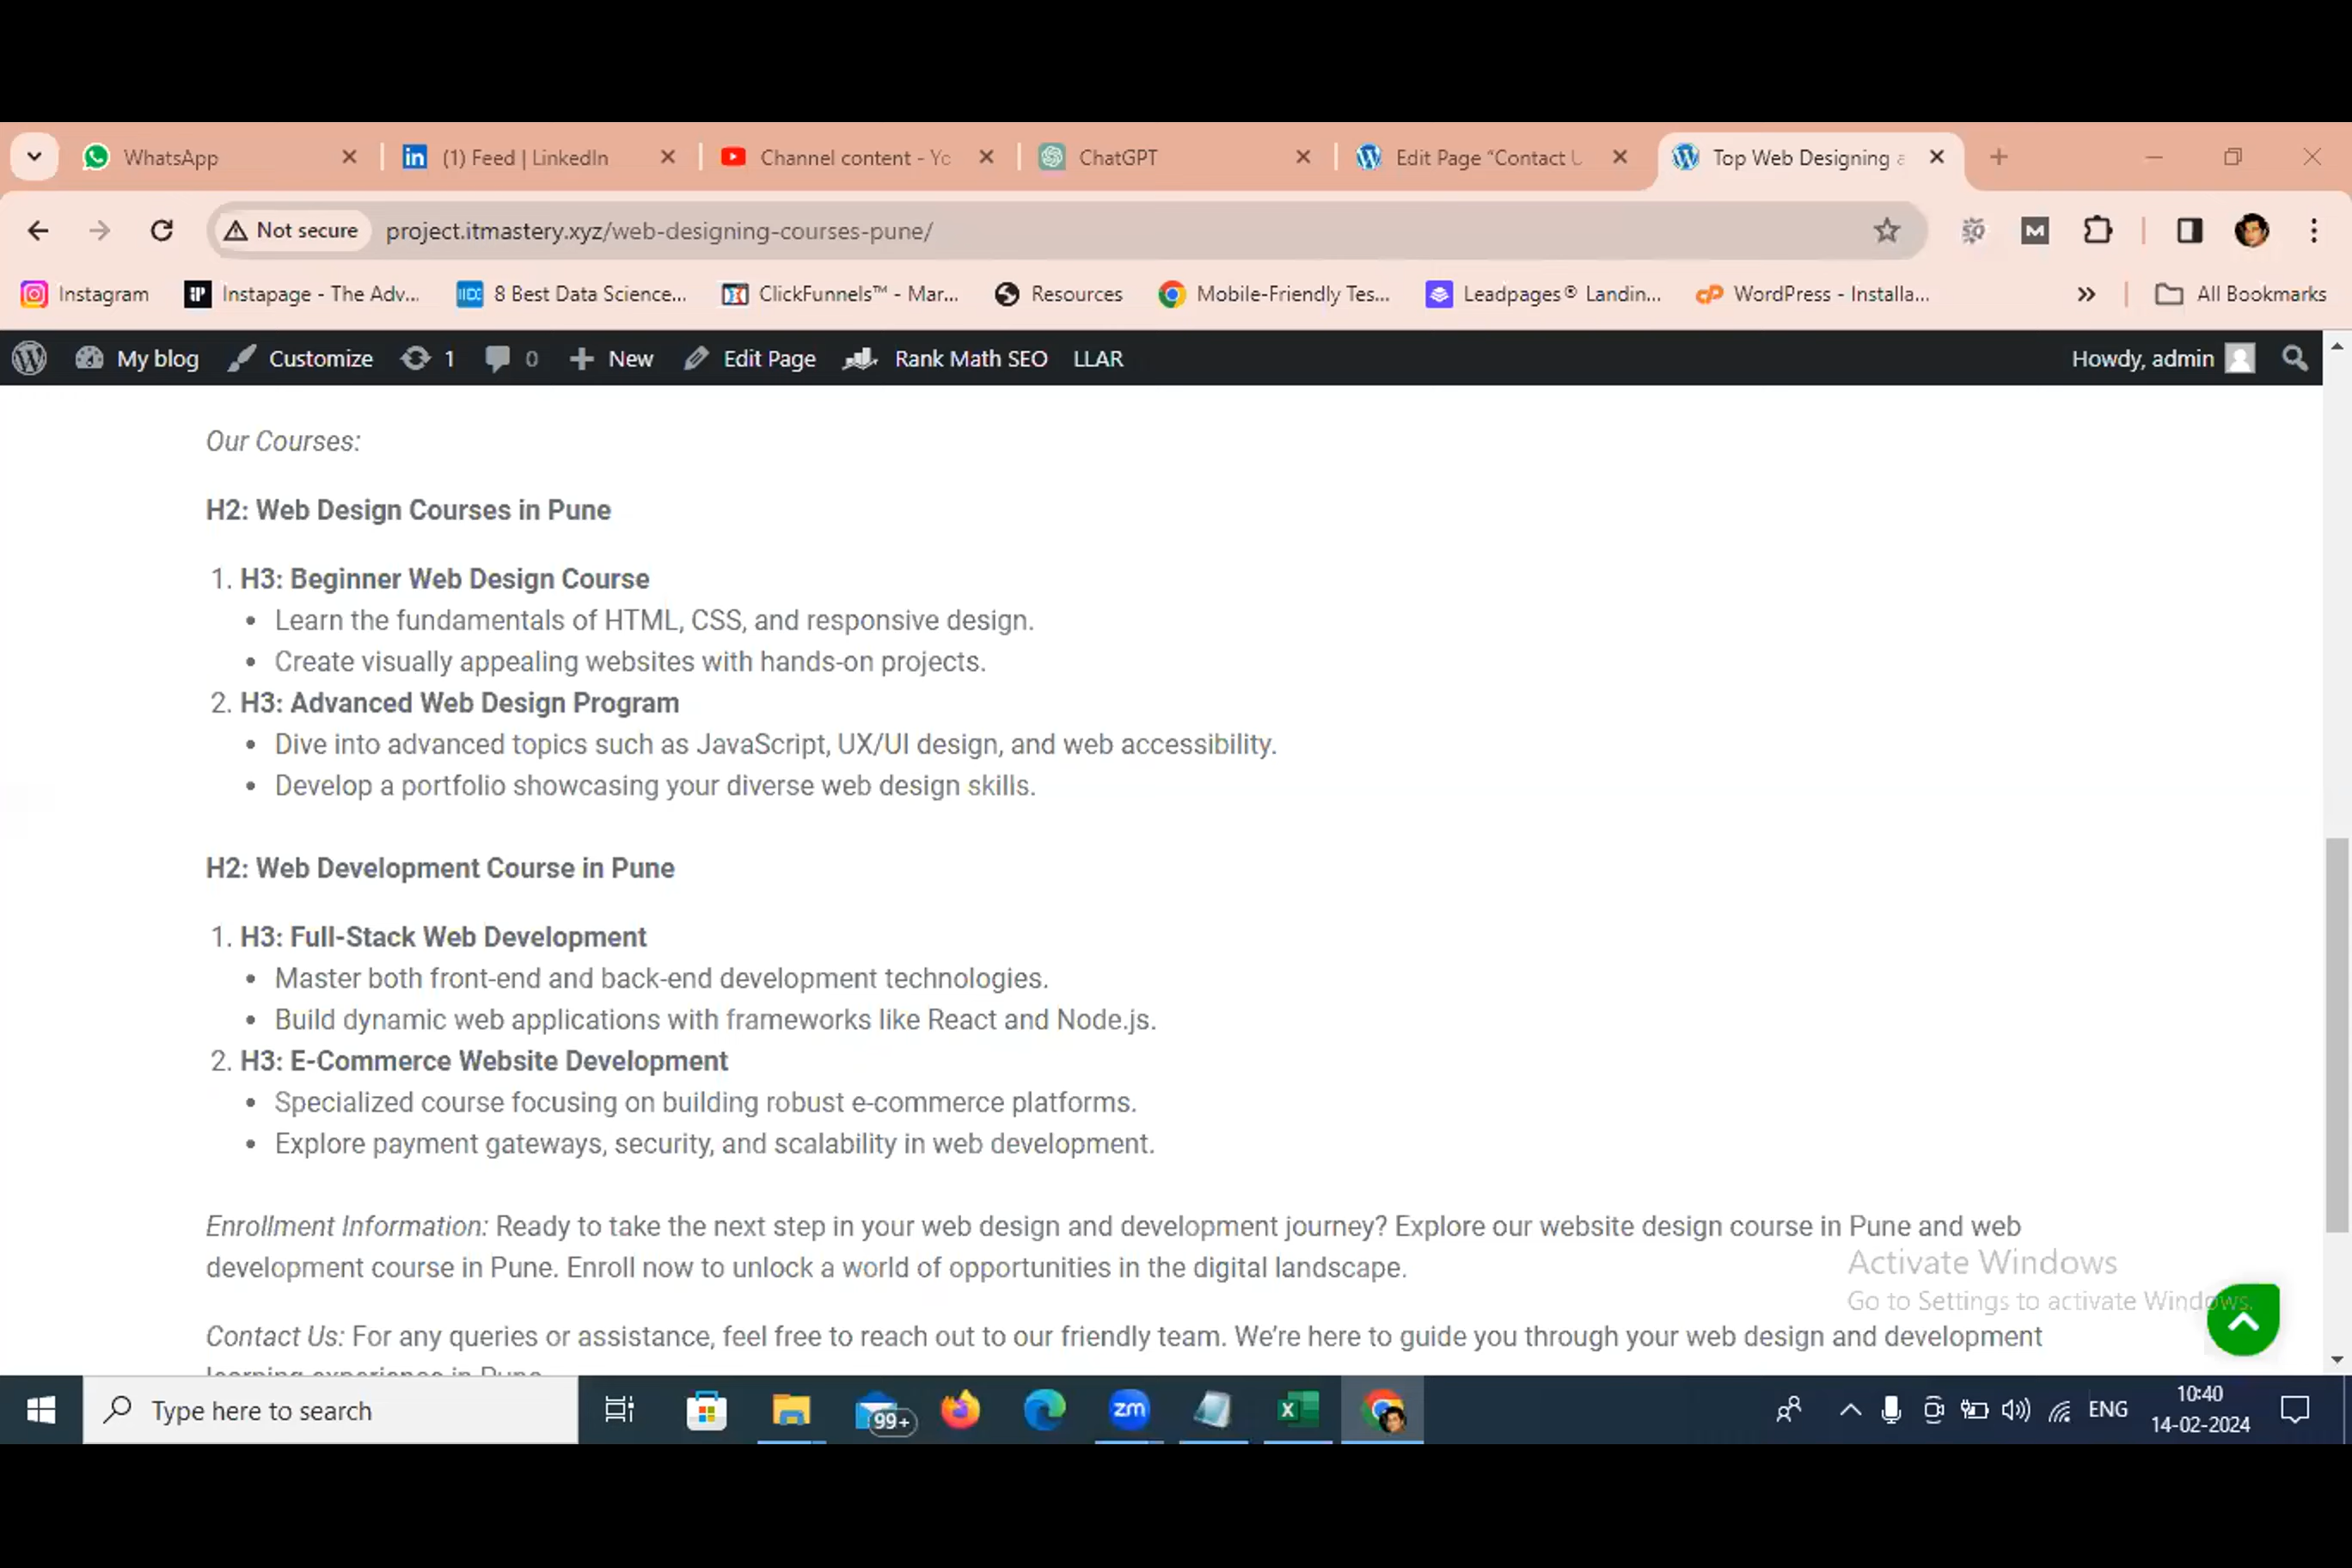 WhatsApp
(1) Feed | LinkedIn
Channel content - Yo
ChatGPT
Edit Page “Contact U
Top Web Designing a
Not secure
project.itmastery.xyz/web-designing-courses-pune/
Instagram
Instapage - The Adv...
8 Best Data Science...
ClickFunnels™ - Mar...
Resources
Mobile-Friendly Tes...
Leadpages® Landin...
WordPress - Installa...
All Bookmarks
My blog
Customize
1
0
New
Edit Page
Rank Math SEO
LLAR
Howdy, admin
Our Courses:
H2: Web Design Courses in Pune
1. H3: Beginner Web Design Course
• Learn the fundamentals of HTML, CSS, and responsive design.
• Create visually appealing websites with hands-on projects.
2. H3: Advanced Web Design Program
• Dive into advanced topics such as JavaScript, UX/UI design, and web accessibility.
• Develop a portfolio showcasing your diverse web design skills.
H2: Web Development Course in Pune
1. H3: Full-Stack Web Development
• Master both front-end and back-end development technologies.
• Build dynamic web applications with frameworks like React and Node.js.
2. H3: E-Commerce Website Development
• Specialized course focusing on building robust e-commerce platforms.
• Explore payment gateways, security, and scalability in web development.
Enrollment Information: Ready to take the next step in your web design and development journey? Explore our website design course in Pune and web
development course in Pune. Enroll now to unlock a world of opportunities in the digital landscape.
Activate Windows
Go to Settings to activate Windows.
Contact Us: For any queries or assistance, feel free to reach out to our friendly team. We’re here to guide you through your web design and development
learning experience in Pune
Type here to search
99+
zm
ENG
10:40
14-02-2024